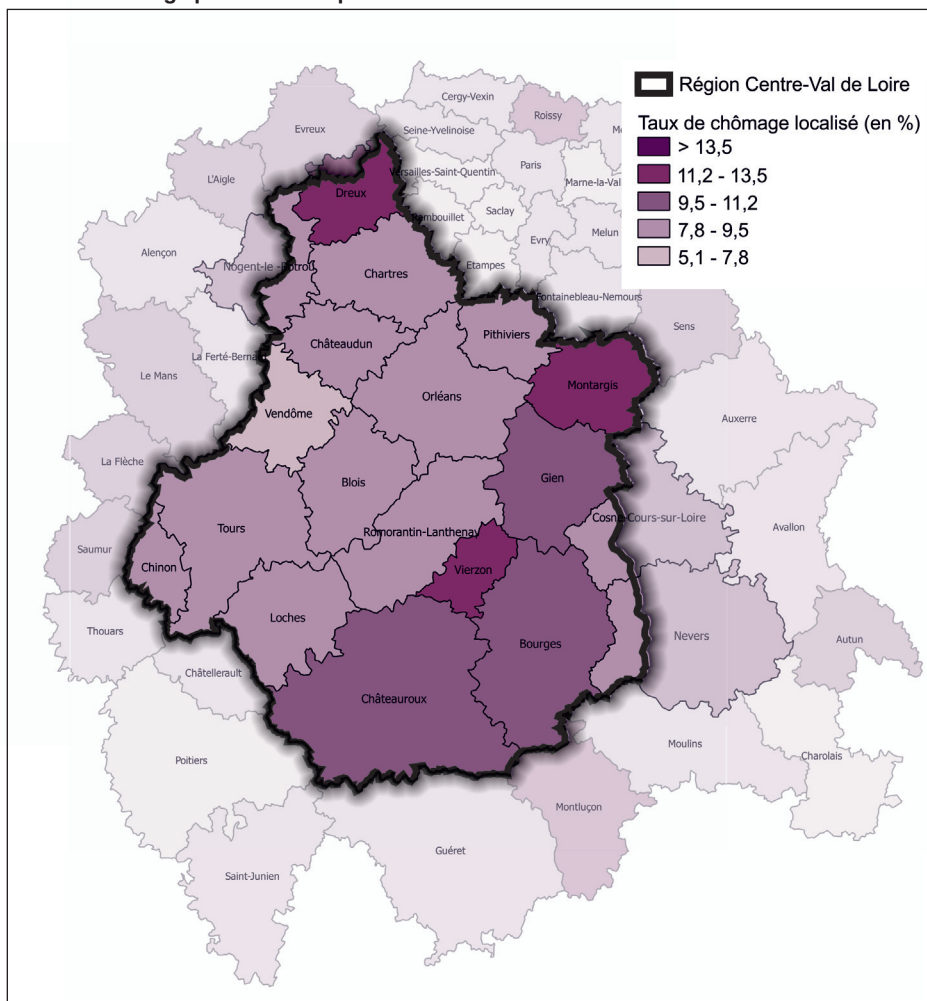 Région Centre-Val de Loire
Taux de chômage localisé (en %)
> 13,5
11,2 - 13,5
9,5 - 11,2
7,8 - 9,5
5,1 - 7,8
Cergy-Vexin
Roissy
Evreux
Seine-Yvelinoise
Paris
L'Aigle
Versailles-Saint-Quentin
Marne-la-Val
Dreux
Rambouillet
Saclay
Evry
Melun
Alençon
Nogent-le-Rotrou
Chartres
Etampes
Fontainebleau-Nemours
Sens
Châteaudun
Pithiviers
La Ferté-Bernar
Le Mans
Montargis
Orléans
Vendôme
Auxerre
La Flèche
Blois
Gien
Tours
Romorantin-Lanthenay
Cosne-Cours-sur-Loire
Avallon
Saumur
Chinon
Vierzon
Loches
Thouars
Bourges
Nevers
Autun
Châtellerault
Châteauroux
Poitiers
Moulins
Charolais
Montluçon
Guéret
Saint-Junien